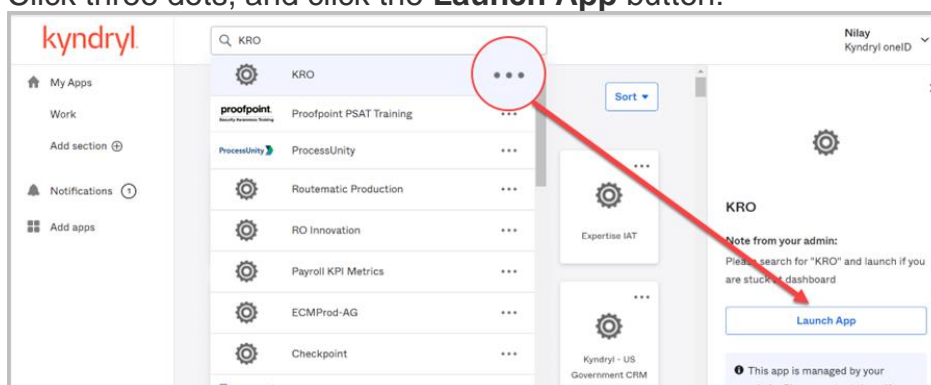 Click three dots, and click the Launch App button.
kyndryl
KRO
Nilay
Kyndryl oneID
My Apps
Work
Add section
Notifications 1
Add apps
KRO
proofpoint.
Security Awareness Training
Proofpoint PSAT Training
ProcessUnity
ProcessUnity
Routematic Production
RO Innovation
Payroll KPI Metrics
ECMProd-AG
Checkpoint
Sort
Expertise IAT
Kyndryl - US
Government CRM
KRO
Note from your admin:
Please search for "KRO" and launch if you
are stuck at dashboard
Launch App
This app is managed by your